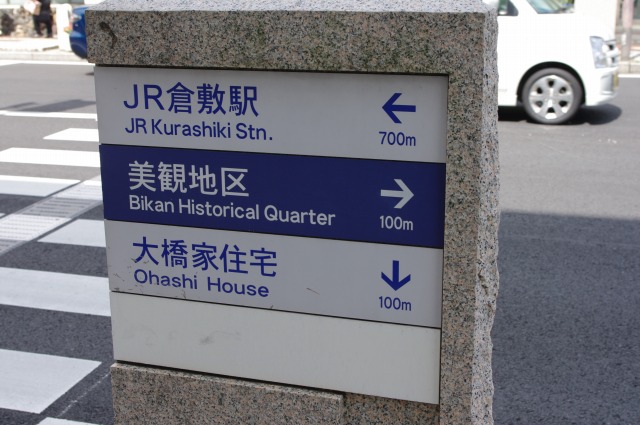 JR倉敷駅 ←
JR Kurashiki Stn. 700m
美観地区 →
Bikan Historical Quarter 100m
大橋家住宅 ↓
Ohashi House 100m